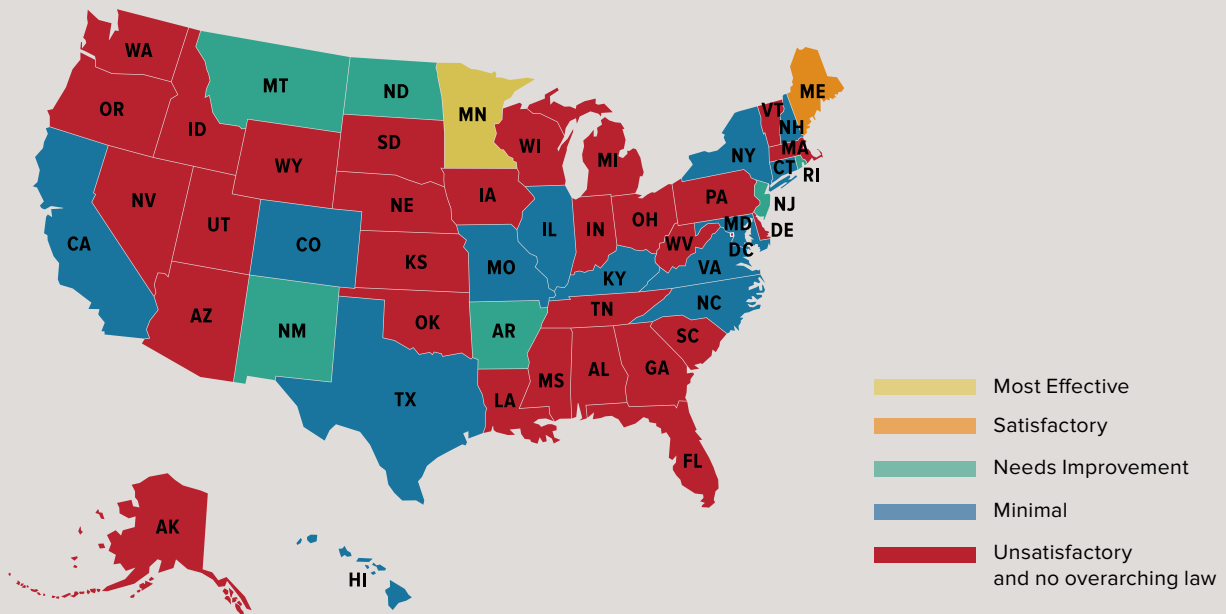 WA
MT
ND
MN
ME
OR
ID
SD
WI
VT
NH
WY
MI
NY
MA
CT
RI
NV
UT
NE
IA
PA
NJ
CA
CO
IL
IN
OH
MD
DE
WV
DC
KS
MO
KY
VA
AZ
NM
OK
AR
TN
NC
SC
TX
LA
MS
AL
GA
FL
AK
HI
Most Effective
Satisfactory
Needs Improvement
Minimal
Unsatisfactory
and no overarching law